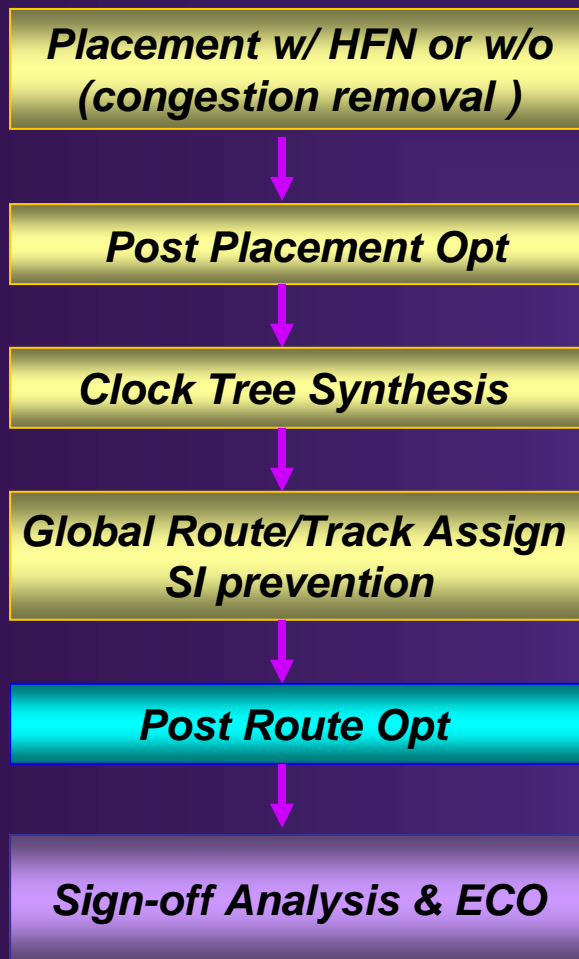 Placement w/ HFN or w/o
(congestion removal )
Post Placement Opt
Clock Tree Synthesis
Global Route/Track Assign
SI prevention
Post Route Opt
Sign-off Analysis & ECO